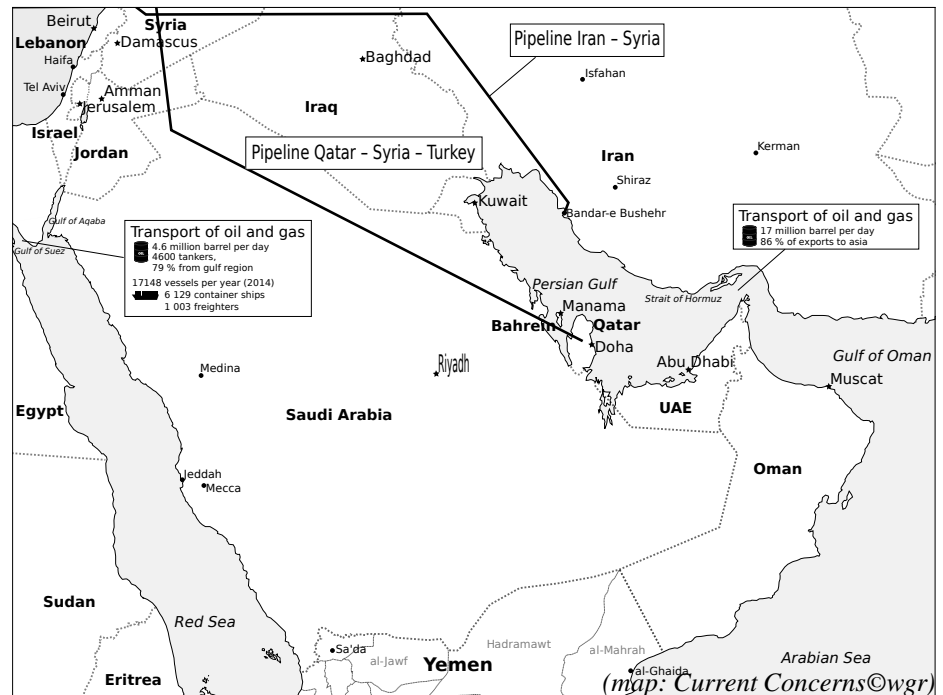 Beirut
Syria
Lebanon
Damascus
Haifa
Baghdad
Pipeline Iran – Syria
Isfahan
Tel Aviv
Amman
Jerusalem
Iraq
Israel
Jordan
Pipeline Qatar – Syria – Turkey
Iran
Kerman
Shiraz
Kuwait
Bandar-e Bushehr
Gulf of Aqaba
Gulf of Suez
Transport of oil and gas
OIL
4.6 million barrel per day
4600 tankers,
79 % from gulf region
17148 vessels per year (2014)
6 129 container ships
1 003 freighters
Transport of oil and gas
17 million barrel per day
OIL
86 % of exports to asia
Persian Gulf
Strait of Hormuz
Manama
Bahrein
Qatar
Doha
Gulf of Oman
Abu Dhabi
Muscat
Riyadh
Medina
Egypt
Saudi Arabia
UAE
Oman
Jeddah
Mecca
Sudan
Red Sea
Sa'da
al-Jawf
Hadramawt
al-Mahrah
Yemen
al-Ghaida
Arabian Sea
Eritrea
(map: Current Concerns©wgr)